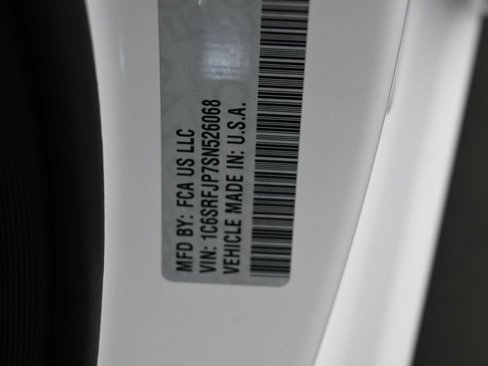 MFD BY: FCA US LLC
VIN: 1C6SRFJP7SN526068
VEHICLE MADE IN: U.S.A.